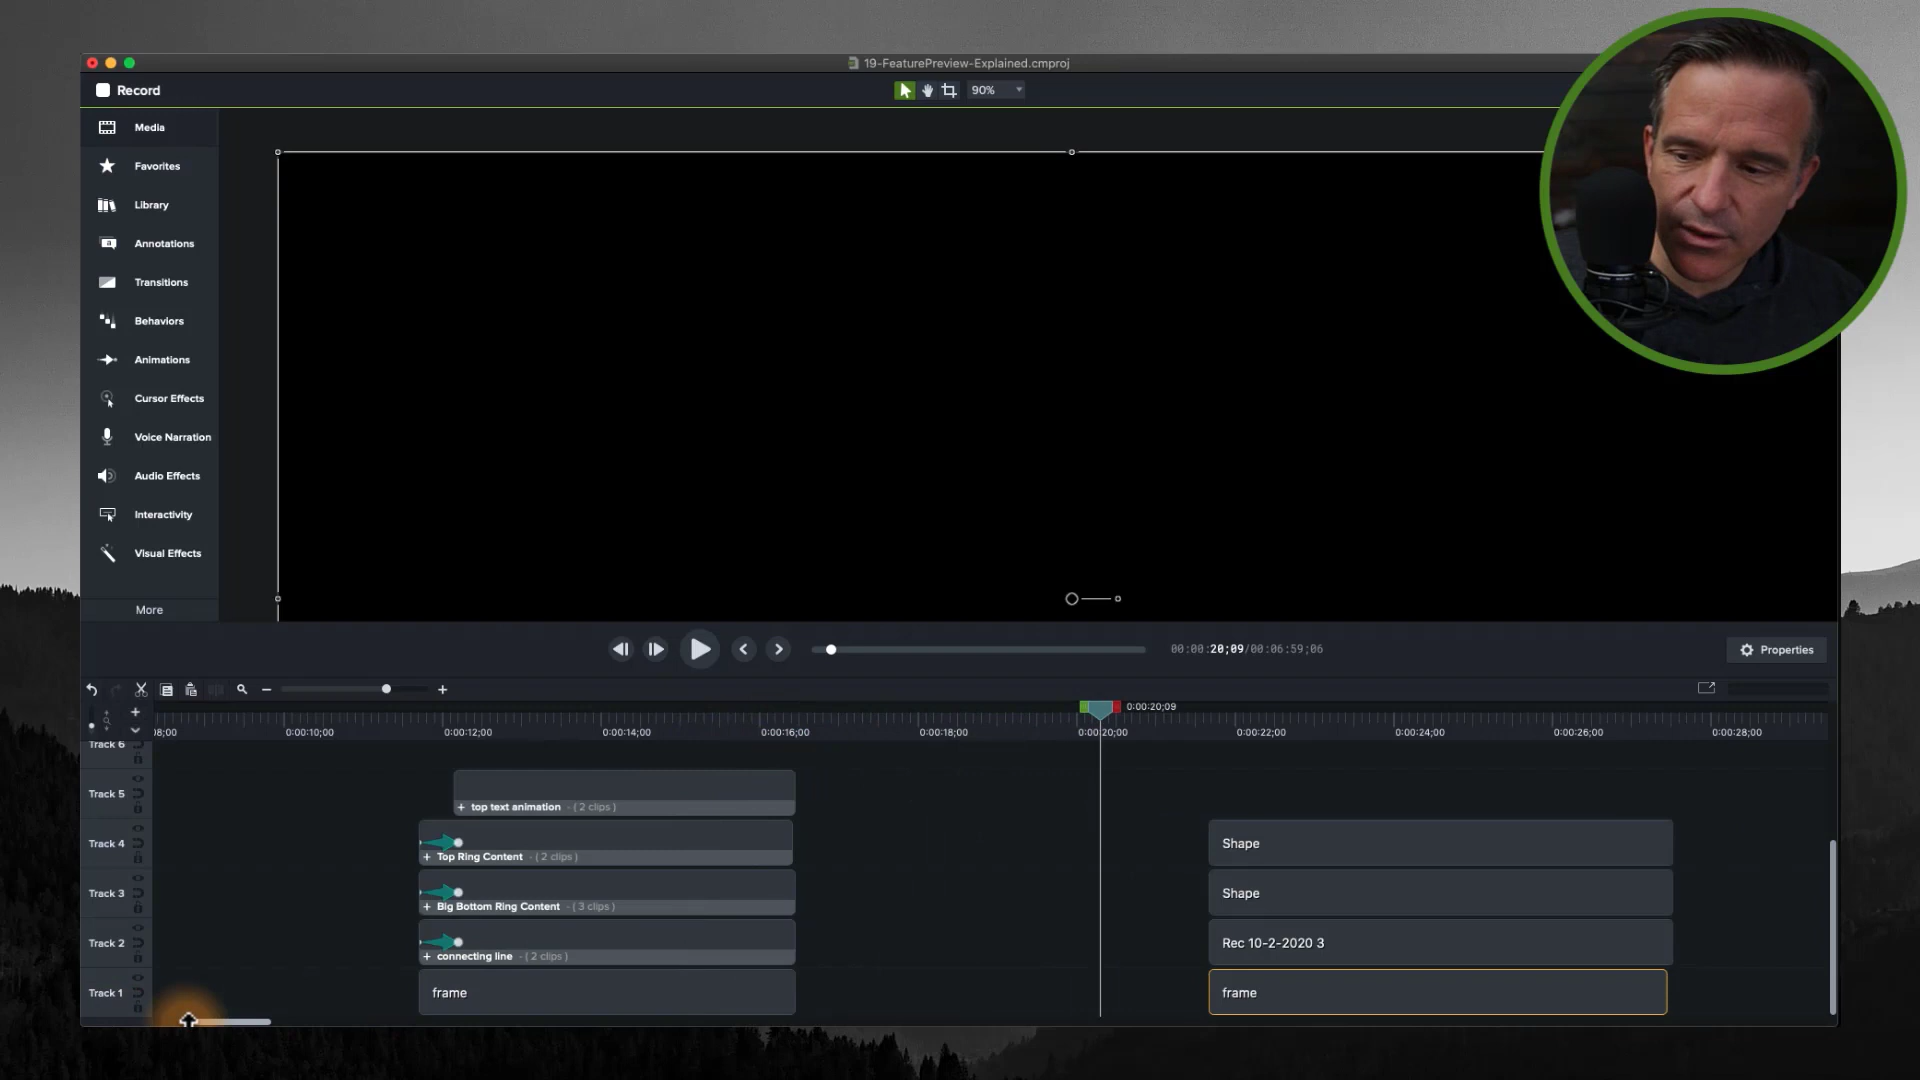 19-FeaturePreview-Explained.cmproj
Record
90%
Media
Favorites
Library
Annotations
Transitions
Behaviors
Animations
Cursor Effects
Voice Narration
Audio Effects
Interactivity
Visual Effects
More
00:00:20;09/00:06:59;06
Properties
0:00:20;09
08;00
0:00:10;00
0:00:12;00
0:00:14;00
0:00:16;00
0:00:18;00
0:00:20;00
0:00:22;00
0:00:24;00
0:00:26;00
0:00:28;00
Track 6
Track 5
+ top text animation - ( 2 clips )
Track 4
+ Top Ring Content - ( 2 clips )
Shape
Track 3
+ Big Bottom Ring Content - ( 3 clips )
Shape
Track 2
+ connecting line - ( 2 clips )
Rec 10-2-2020 3
Track 1
frame
frame